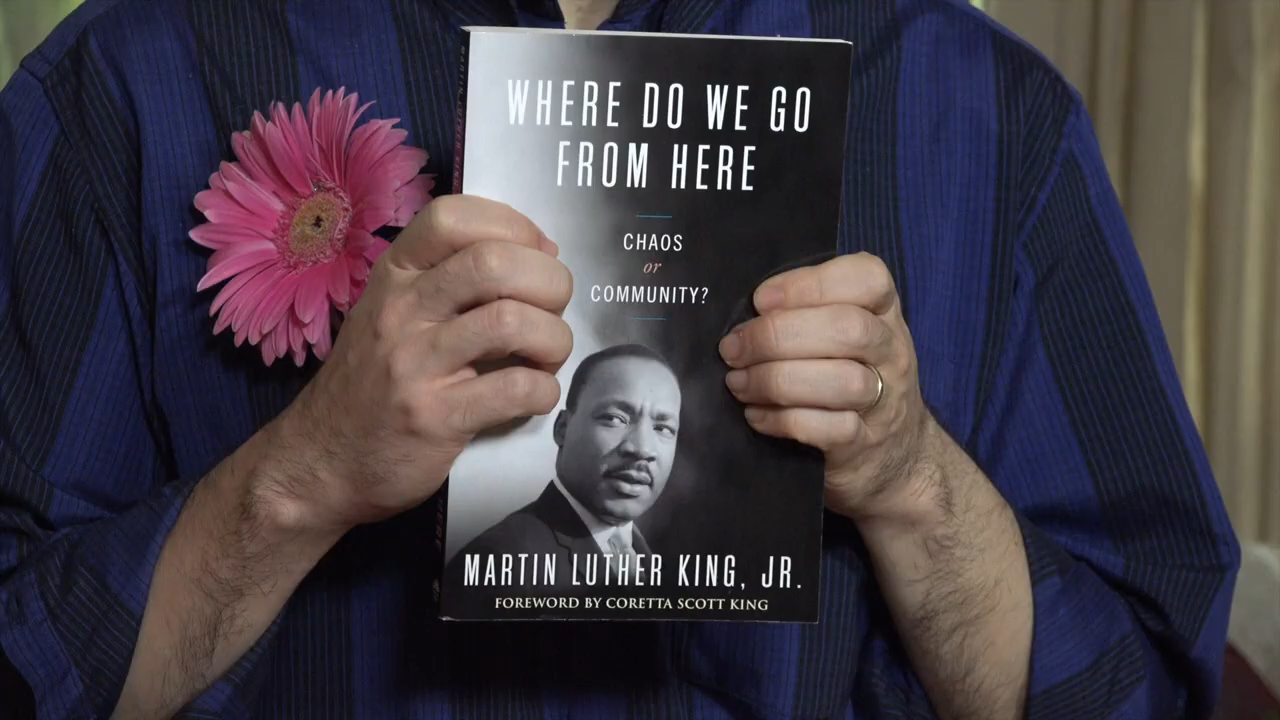 WHERE DO WE GO
FROM HERE
CHAOS
or
COMMUNITY?
MARTIN LUTHER KING, JR.
FOREWORD BY CORETTA SCOTT KING